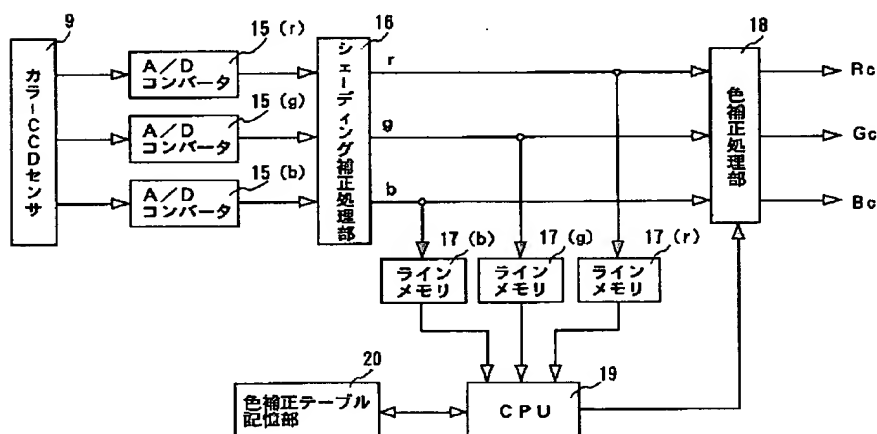 9
カラーCCDセンサ
15 (r)
A/D
コンバータ
15 (g)
A/D
コンバータ
15 (b)
A/D
コンバータ
16
シェーディング補正処理部
r
g
b
18
色補正処理部
Rc
Gc
Bc
17 (b)
ライン
メモリ
17 (g)
ライン
メモリ
17 (r)
ライン
メモリ
20
色補正テーブル
記位部
19
CPU